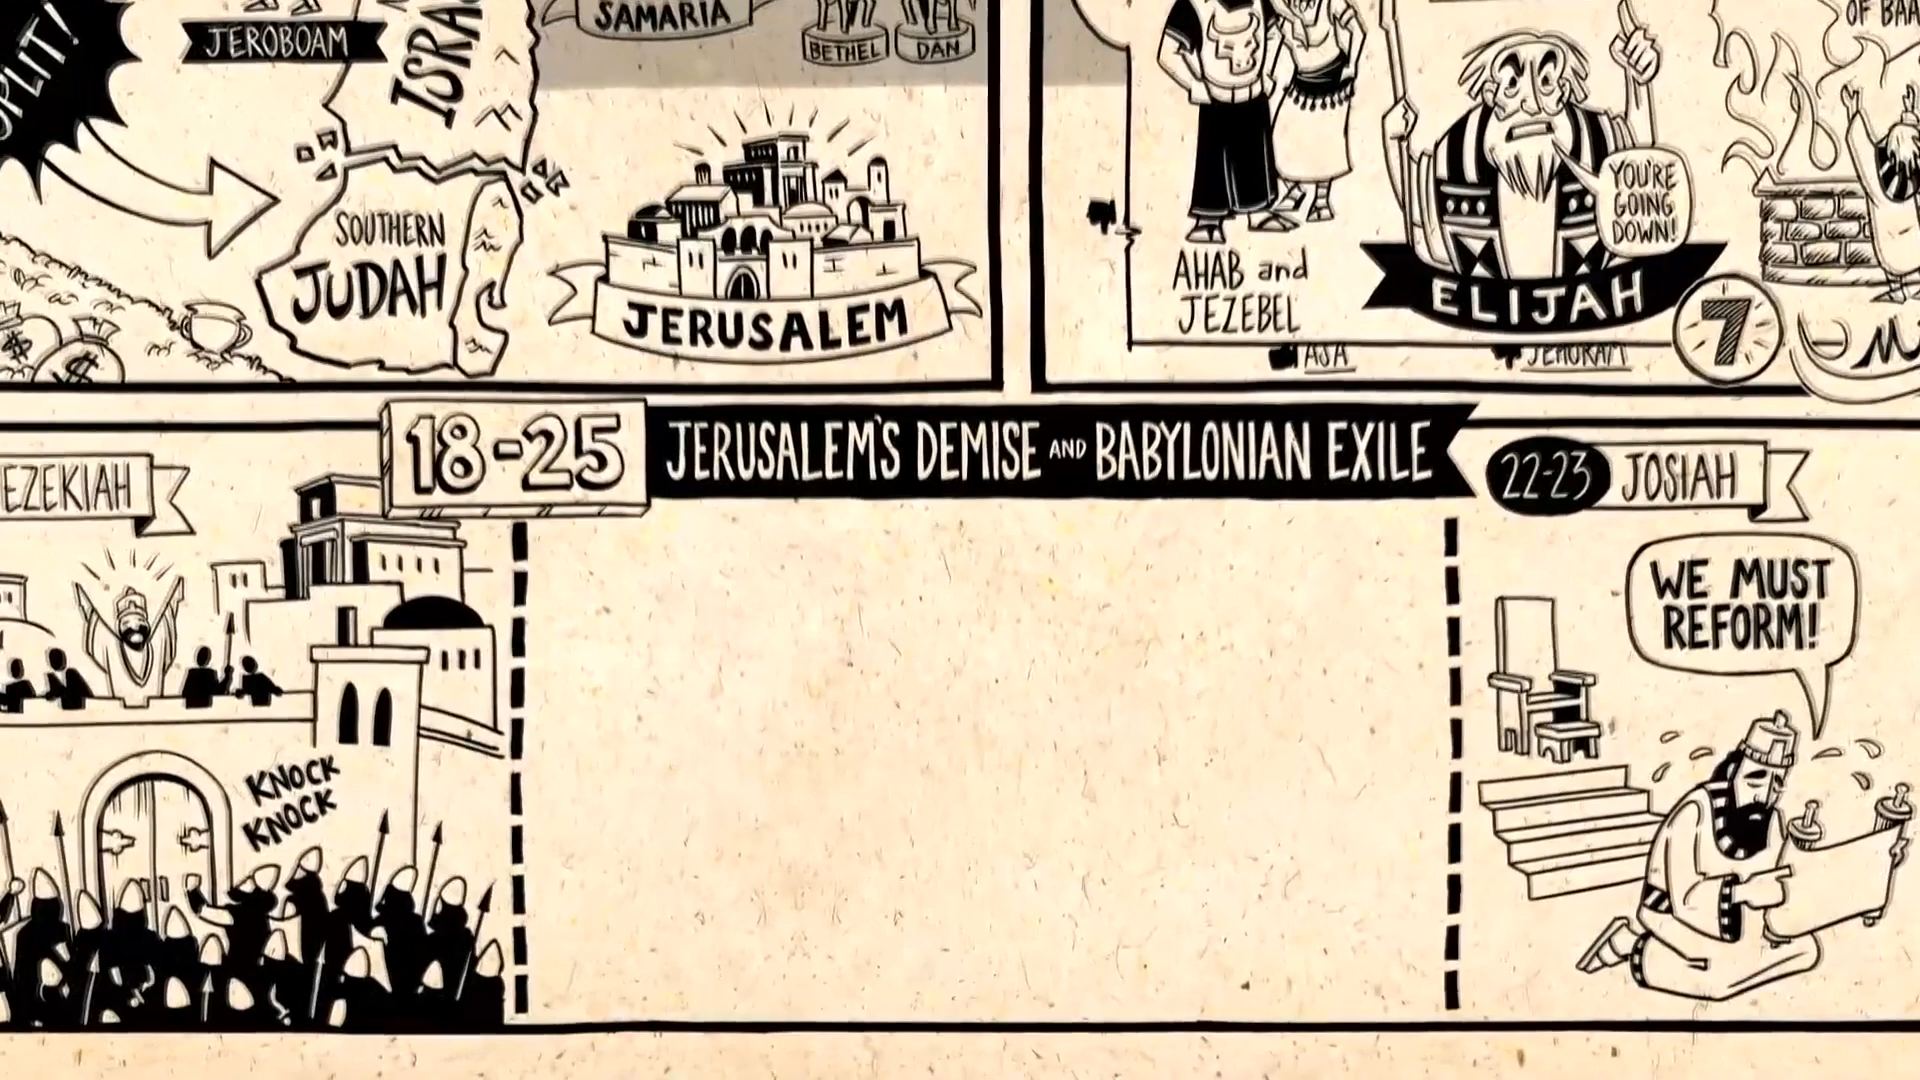 SPLIT!
JEROBOAM
ISRA
SAMARIA
BETHEL
DAN
SOUTHERN
JUDAH
$
$
JERUSALEM
OF BAA
YOU'RE
GOING
DOWN!
AHAB and
JEZEBEL
ELIJAH
7
ASA
JEHORAM
18-25
JERUSALEM'S DEMISE AND BABYLONIAN EXILE
EZEKIAH
KNOCK
KNOCK
22-23 JOSIAH
WE MUST
REFORM!